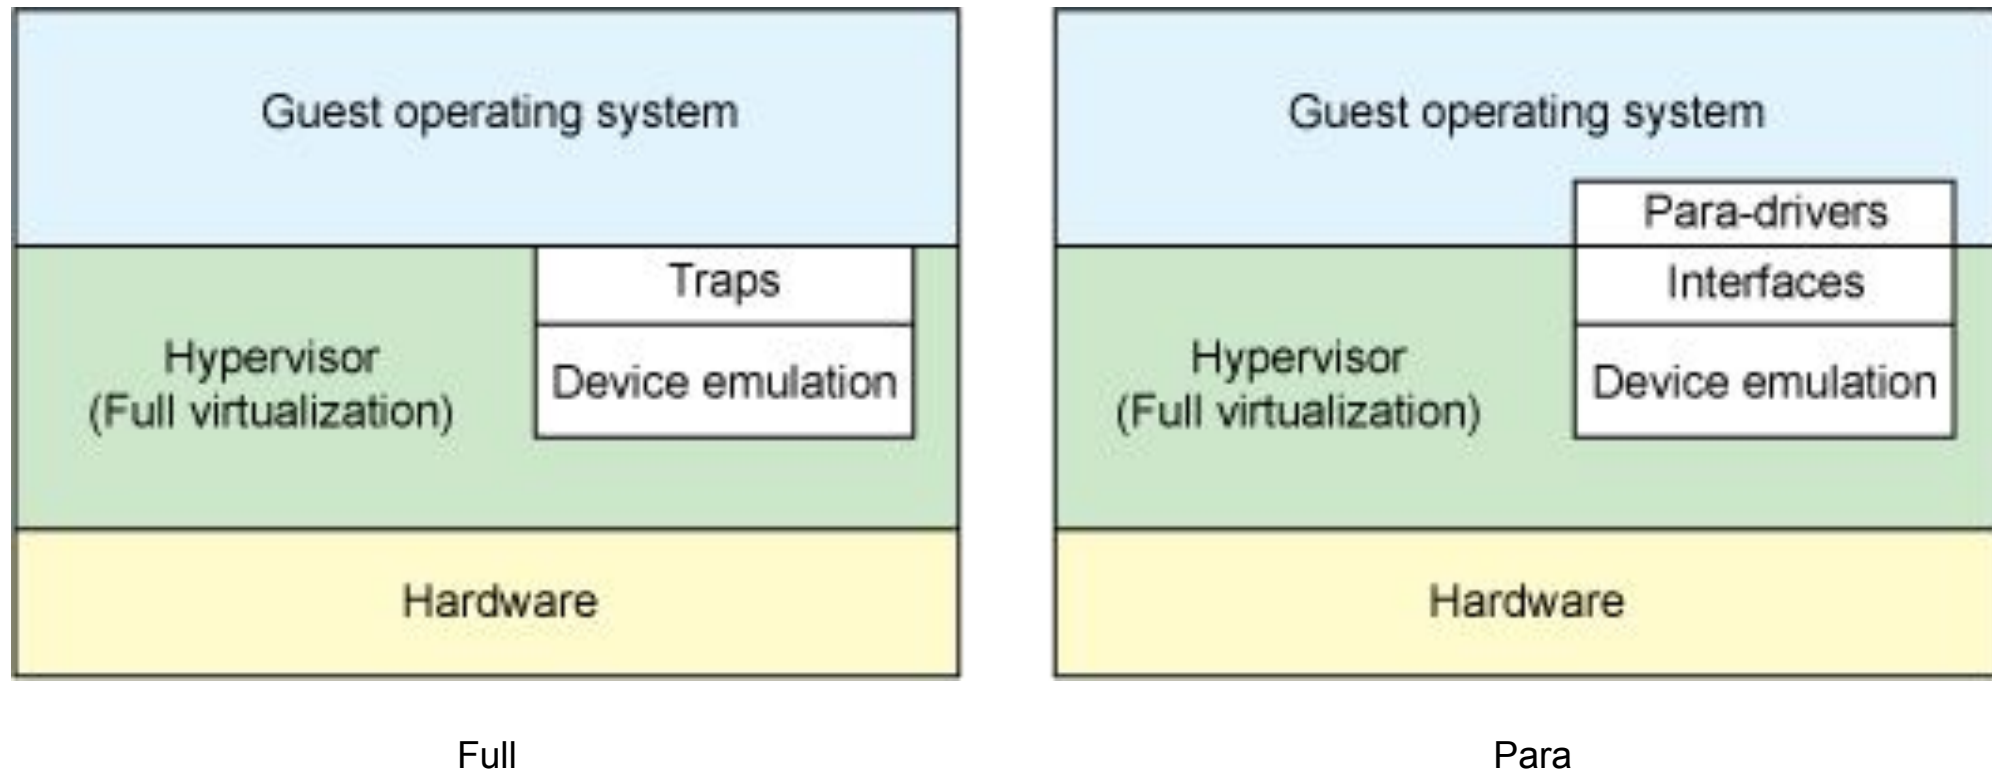 Guest operating system
Traps
Hypervisor
(Full virtualization)
Device emulation
Hardware
Full
Guest operating system
Para-drivers
Interfaces
Hypervisor
(Full virtualization)
Device emulation
Hardware
Para